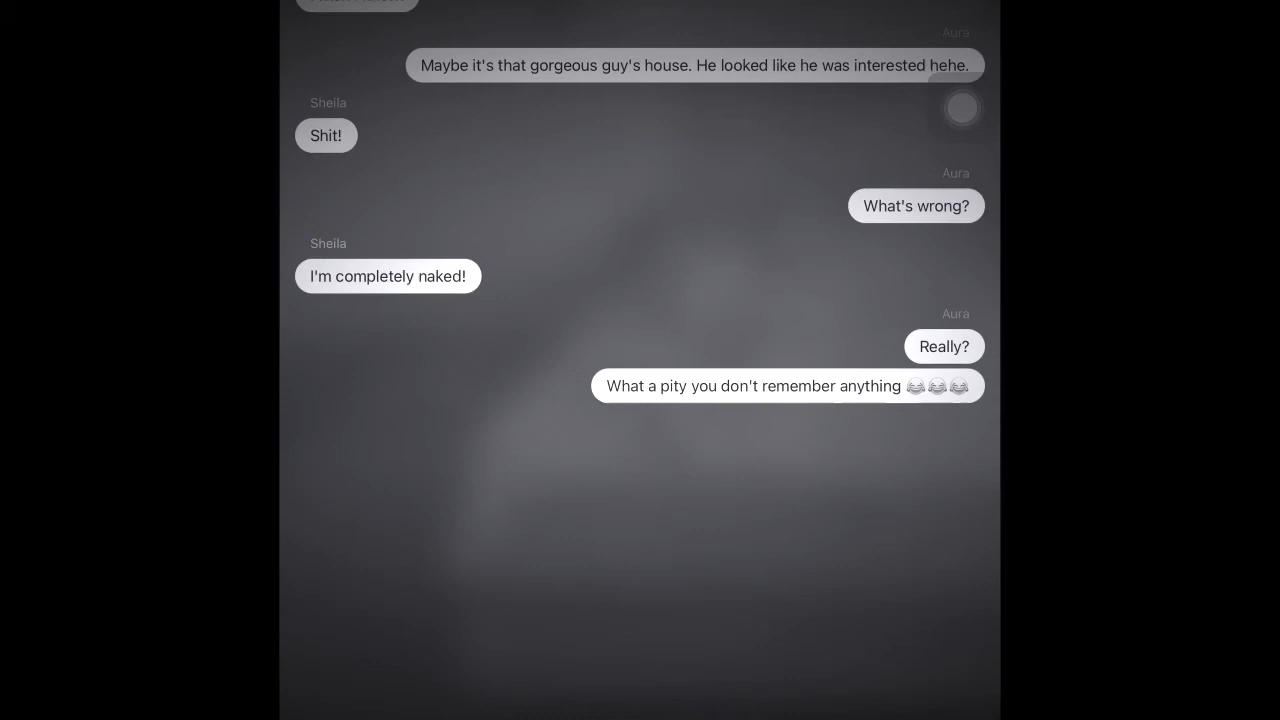 Aura
Maybe it's that gorgeous guy's house. He looked like he was interested hehe.
Sheila
Shit!
Aura
What's wrong?
Sheila
I'm completely naked!
Aura
Really?
What a pity you don't remember anything 😂😂😂